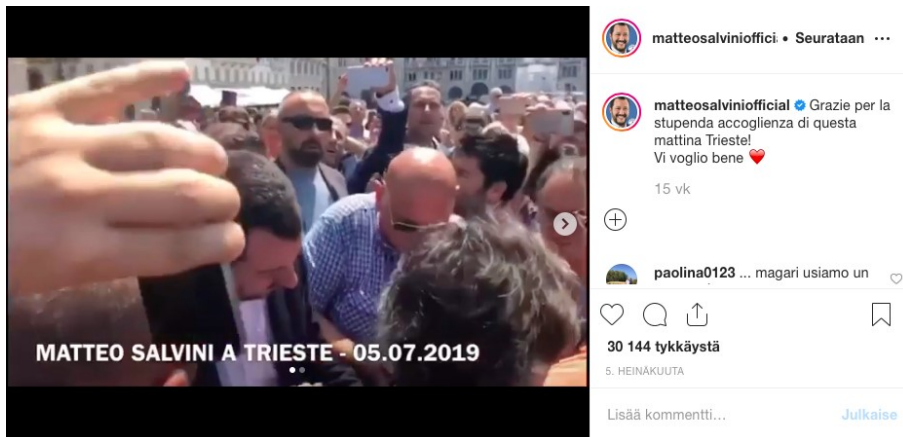 matteosalvinioffici • Seurataan
matteosalviniofficial Grazie per la
stupenda accoglienza di questa
mattina Trieste!
Vi voglio bene ❤️
15 vk
paolina0123 ... magari usiamo un
30 144 tykkäystä
5. HEINÄKUUTA
Lisää kommentti...
Julkaise
MATTEO SALVINI A TRIESTE - 05.07.2019